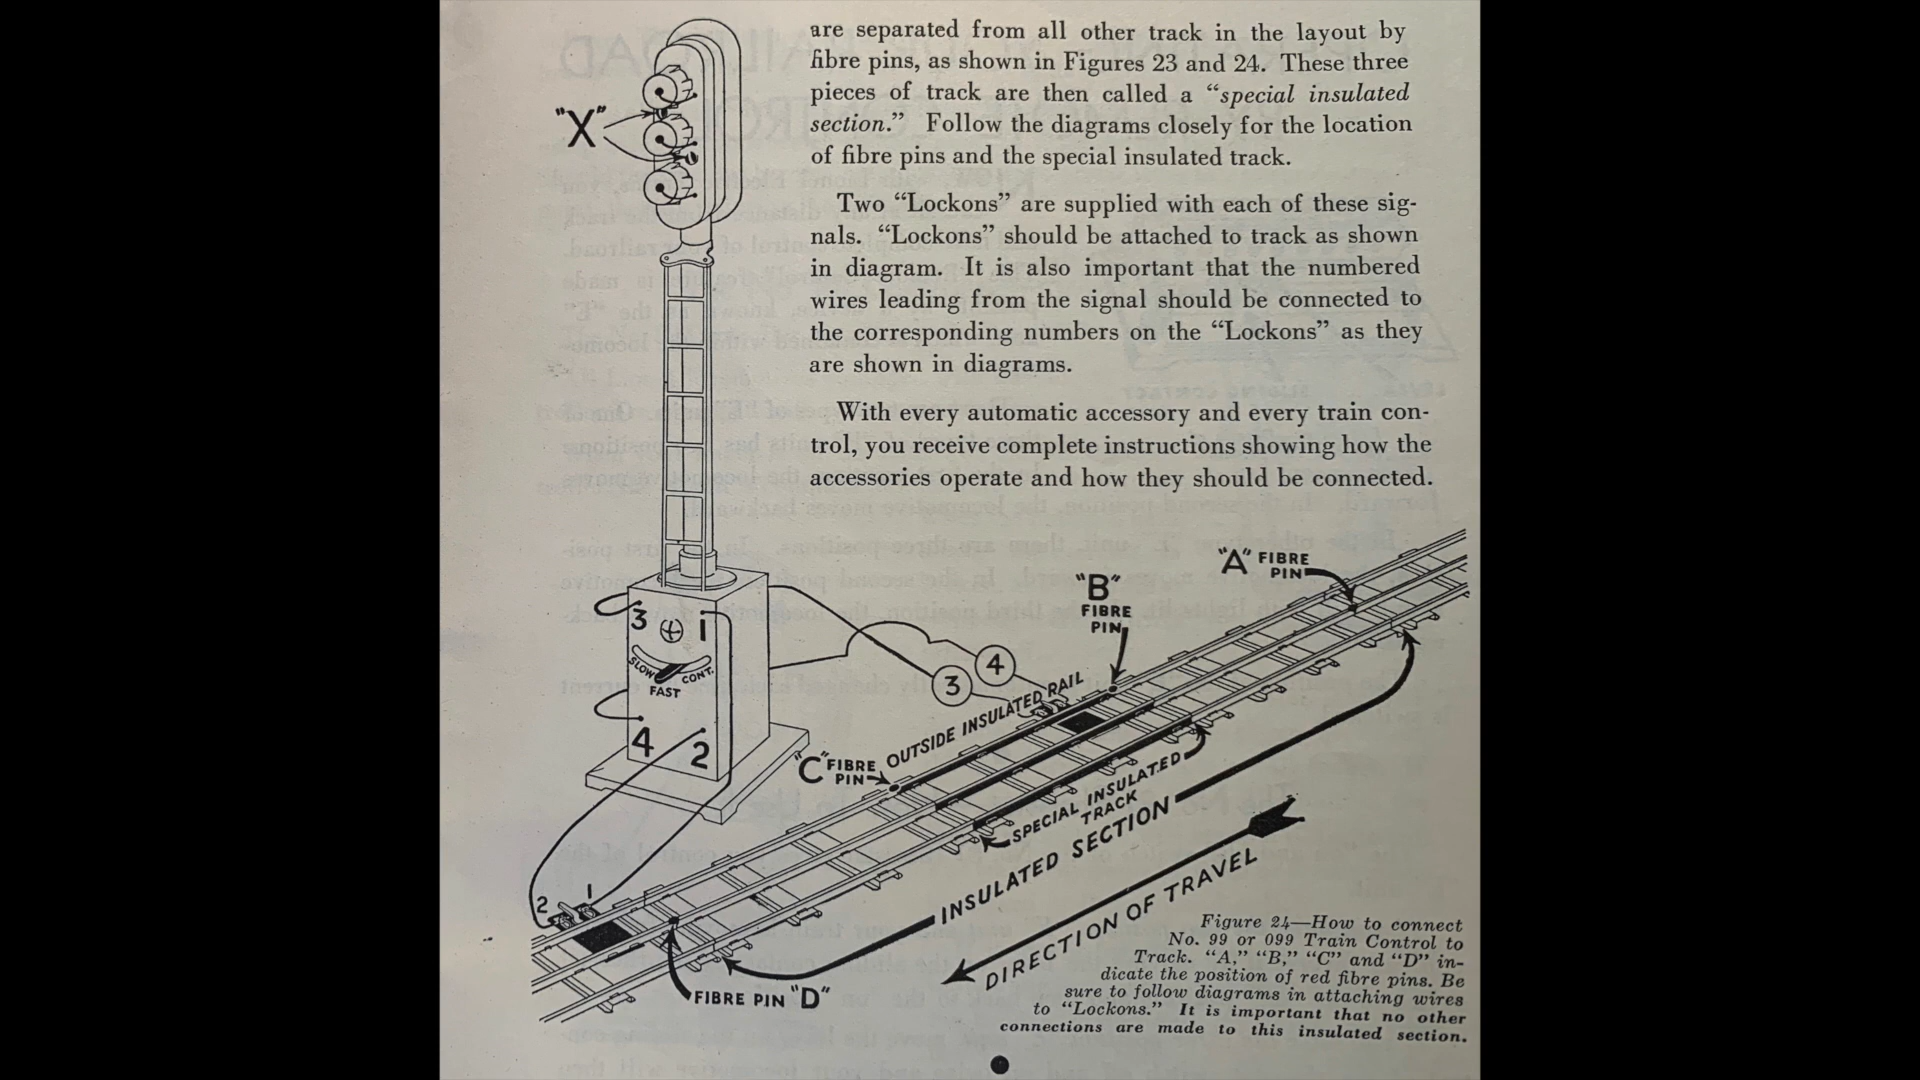 are separated from all other track in the layout by
fibre pins, as shown in Figures 23 and 24. These three
pieces of track are then called a “special insulated
section.” Follow the diagrams closely for the location
of fibre pins and the special insulated track.
Two “Lockons” are supplied with each of these sig-
nals. “Lockons” should be attached to track as shown
in diagram. It is also important that the numbered
wires leading from the signal should be connected to
the corresponding numbers on the “Lockons” as they
are shown in diagrams.
With every automatic accessory and every train con-
trol, you receive complete instructions showing how the
accessories operate and how they should be connected.
"X"
"A" FIBRE
PIN
"B"
FIBRE
PIN
3 1
SLOW
FAST
CONT.
4 2
4
3
OUTSIDE INSULATED RAIL
"C" FIBRE
PIN
SPECIAL INSULATED
TRACK
INSULATED SECTION
DIRECTION OF TRAVEL
2 1
FIBRE PIN "D"
Figure 24—How to connect
No. 99 or 099 Train Control to
Track. “A,” “B,” “C” and “D” in-
dicate the position of red fibre pins. Be
sure to follow diagrams in attaching wires
to “Lockons.” It is important that no other
connections are made to this insulated section.